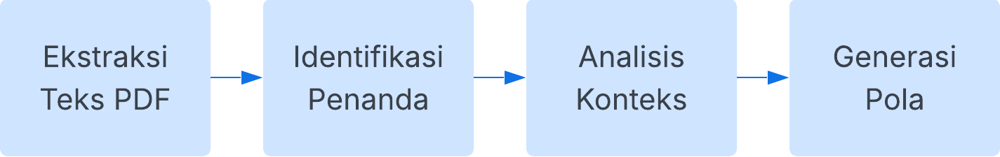 Ekstraksi
Teks PDF
Identifikasi
Penanda
Analisis
Konteks
Generasi
Pola